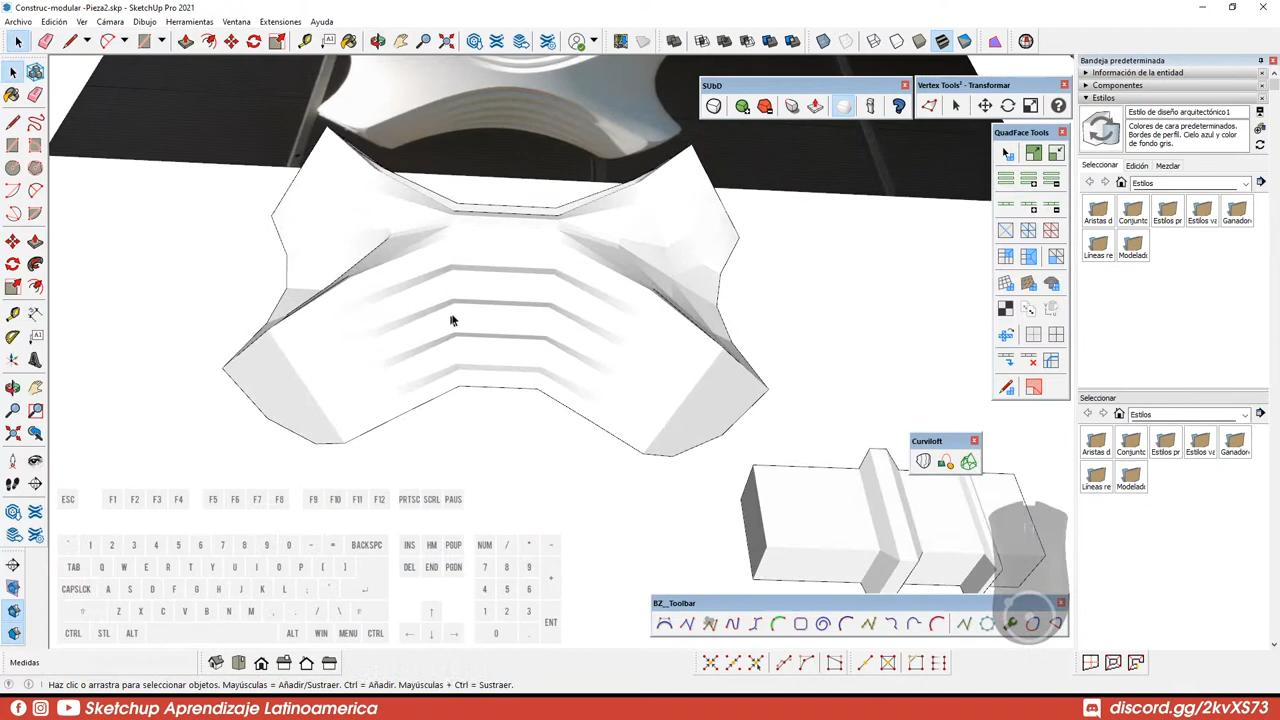 Construc-modular -Pieza2.skp - SketchUp Pro 2021
Archivo Edición Ver Cámara Dibujo Herramientas Ventana Extensiones Ayuda
Bandeja predeterminada
Información de la entidad
Componentes
Estilos
Estilo de diseño arquitectónico1
Colores de cara predeterminados.
Bordes de perfil. Cielo azul y color
de fondo gris.
Seleccionar Edición Mezclar
Estilos
Aristas d Conjunto Estilos pr Estilos va Ganador
Líneas re Modelad
Seleccionar
Estilos
Aristas d Conjunto Estilos pr Estilos va Ganador
Líneas re Modelad
SUbD
Vertex Tools² - Transformar
QuadFace Tools
Curviloft
BZ__Toolbar
ESC F1 F2 F3 F4 F5 F6 F7 F8 F9 F10 F11 F12 PRTSC SCRL PAUS
` 1 2 3 4 5 6 7 8 9 0 - = BACKSPC INS HM PGUP NUM / * -
TAB Q W E R T Y U I O P [ ] DEL END PGDN 7 8 9 +
CAPSLCK A S D F G H J K L ; ' 4 5 6
Z X C V B N M , . / 1 2 3 ENT
CTRL STL ALT ALT WIN MENU CTRL 0 .
Medidas
Haz clic o arrastra para seleccionar objetos. Mayúsculas = Añadir/Sustraer. Ctrl = Añadir. Mayúsculas + Ctrl = Sustraer.
Sketchup Aprendizaje Latinoamerica
discord.gg/2kvXS73